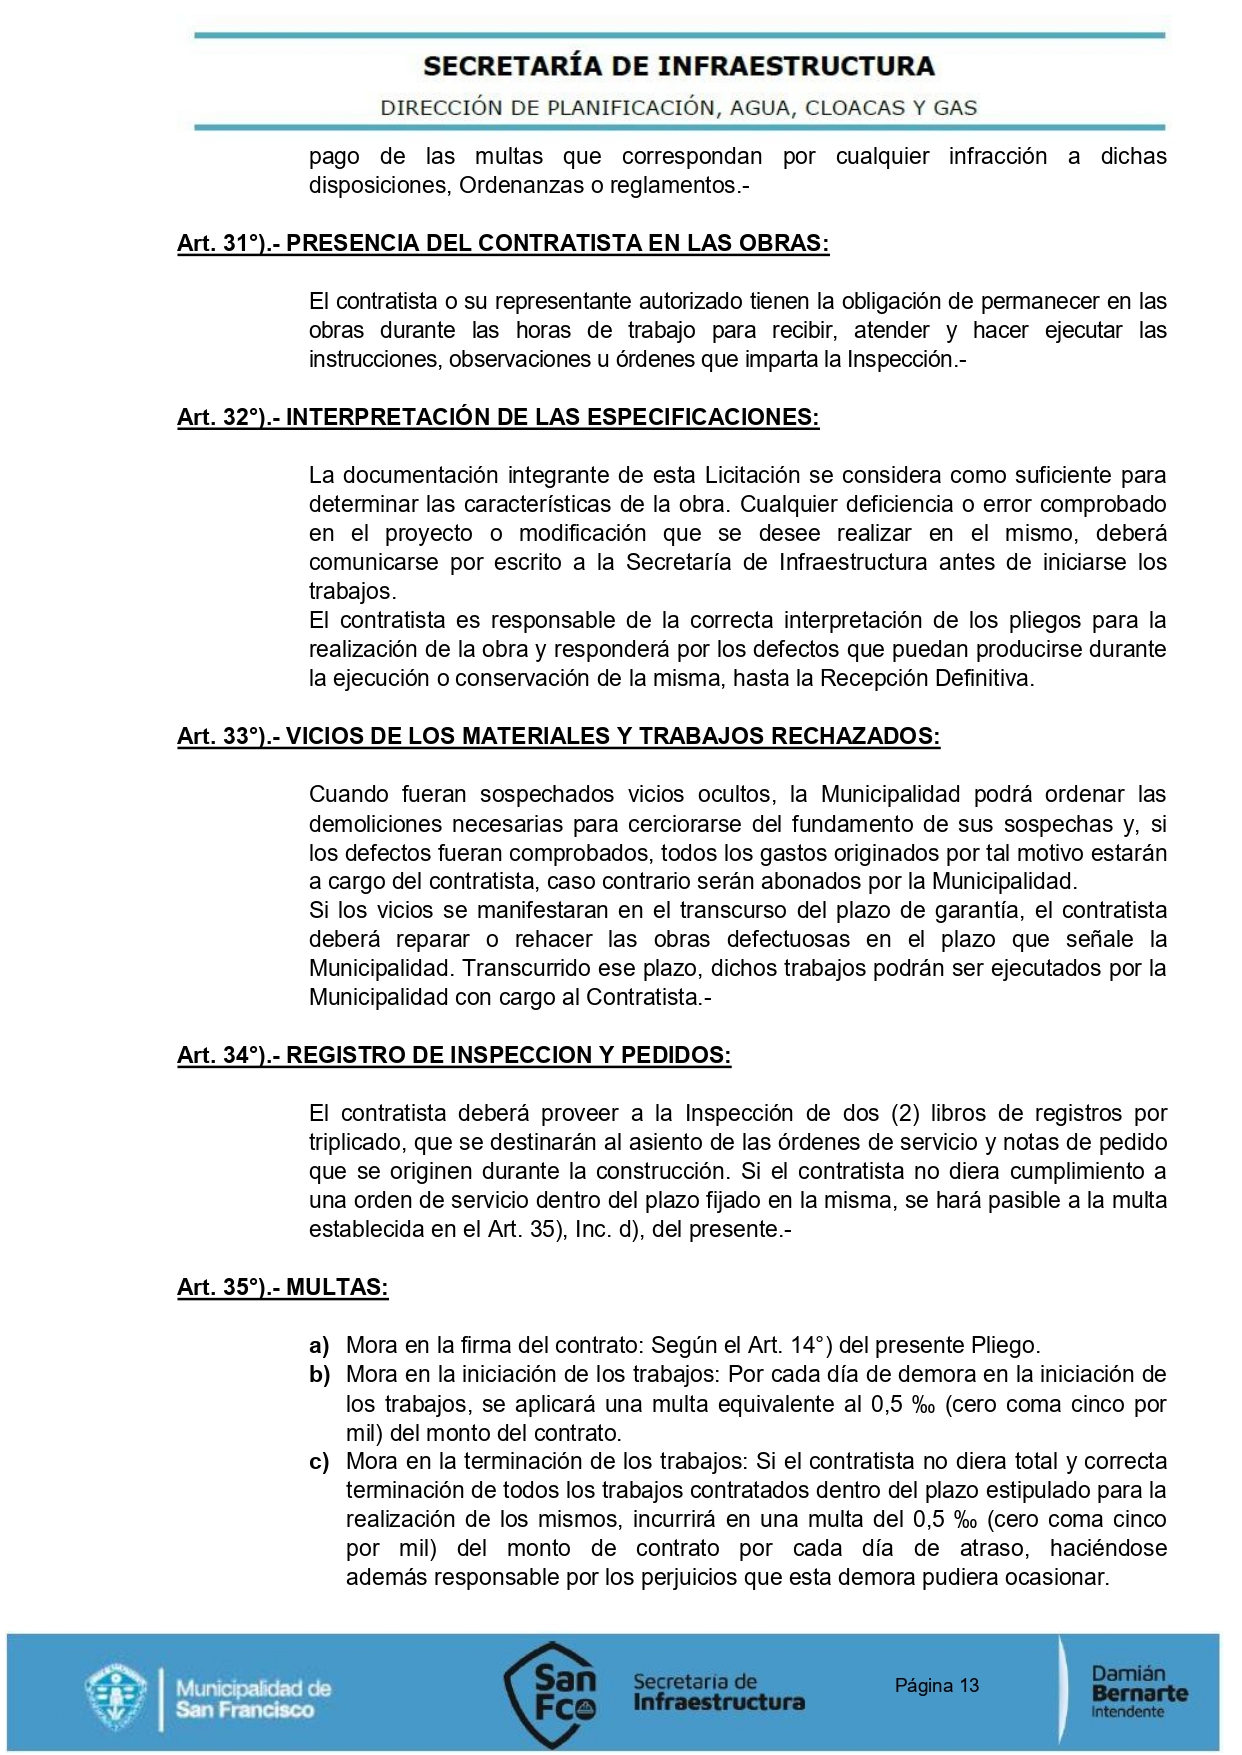 SECRETARÍA DE INFRAESTRUCTURA
DIRECCIÓN DE PLANIFICACIÓN, AGUA, CLOACAS Y GAS
pago de las multas que correspondan por cualquier infracción a dichas
disposiciones, Ordenanzas o reglamentos.-
Art. 31°).- PRESENCIA DEL CONTRATISTA EN LAS OBRAS:
El contratista o su representante autorizado tienen la obligación de permanecer en las
obras durante las horas de trabajo para recibir, atender y hacer ejecutar las
instrucciones, observaciones u órdenes que imparta la Inspección.-
Art. 32°).- INTERPRETACIÓN DE LAS ESPECIFICACIONES:
La documentación integrante de esta Licitación se considera como suficiente para
determinar las características de la obra. Cualquier deficiencia o error comprobado
en el proyecto o modificación que se desee realizar en el mismo, deberá
comunicarse por escrito a la Secretaría de Infraestructura antes de iniciarse los
trabajos.
El contratista es responsable de la correcta interpretación de los pliegos para la
realización de la obra y responderá por los defectos que puedan producirse durante
la ejecución o conservación de la misma, hasta la Recepción Definitiva.
Art. 33°).- VICIOS DE LOS MATERIALES Y TRABAJOS RECHAZADOS:
Cuando fueran sospechados vicios ocultos, la Municipalidad podrá ordenar las
demoliciones necesarias para cerciorarse del fundamento de sus sospechas y, si
los defectos fueran comprobados, todos los gastos originados por tal motivo estarán
a cargo del contratista, caso contrario serán abonados por la Municipalidad.
Si los vicios se manifestaran en el transcurso del plazo de garantía, el contratista
deberá reparar o rehacer las obras defectuosas en el plazo que señale la
Municipalidad. Transcurrido ese plazo, dichos trabajos podrán ser ejecutados por la
Municipalidad con cargo al Contratista.-
Art. 34°).- REGISTRO DE INSPECCION Y PEDIDOS:
El contratista deberá proveer a la Inspección de dos (2) libros de registros por
triplicado, que se destinarán al asiento de las órdenes de servicio y notas de pedido
que se originen durante la construcción. Si el contratista no diera cumplimiento a
una orden de servicio dentro del plazo fijado en la misma, se hará pasible a la multa
establecida en el Art. 35), Inc. d), del presente.-
Art. 35°).- MULTAS:
a) Mora en la firma del contrato: Según el Art. 14°) del presente Pliego.
b) Mora en la iniciación de los trabajos: Por cada día de demora en la iniciación de
los trabajos, se aplicará una multa equivalente al 0,5 ‰ (cero coma cinco por
mil) del monto del contrato.
c) Mora en la terminación de los trabajos: Si el contratista no diera total y correcta
terminación de todos los trabajos contratados dentro del plazo estipulado para la
realización de los mismos, incurrirá en una multa del 0,5 ‰ (cero coma cinco
por mil) del monto de contrato por cada día de atraso, haciéndose
además responsable por los perjuicios que esta demora pudiera ocasionar.
Municipalidad de
San Francisco
San
Fco
Secretaría de
Infraestructura
Página 13
Damián
Bernarte
Intendente